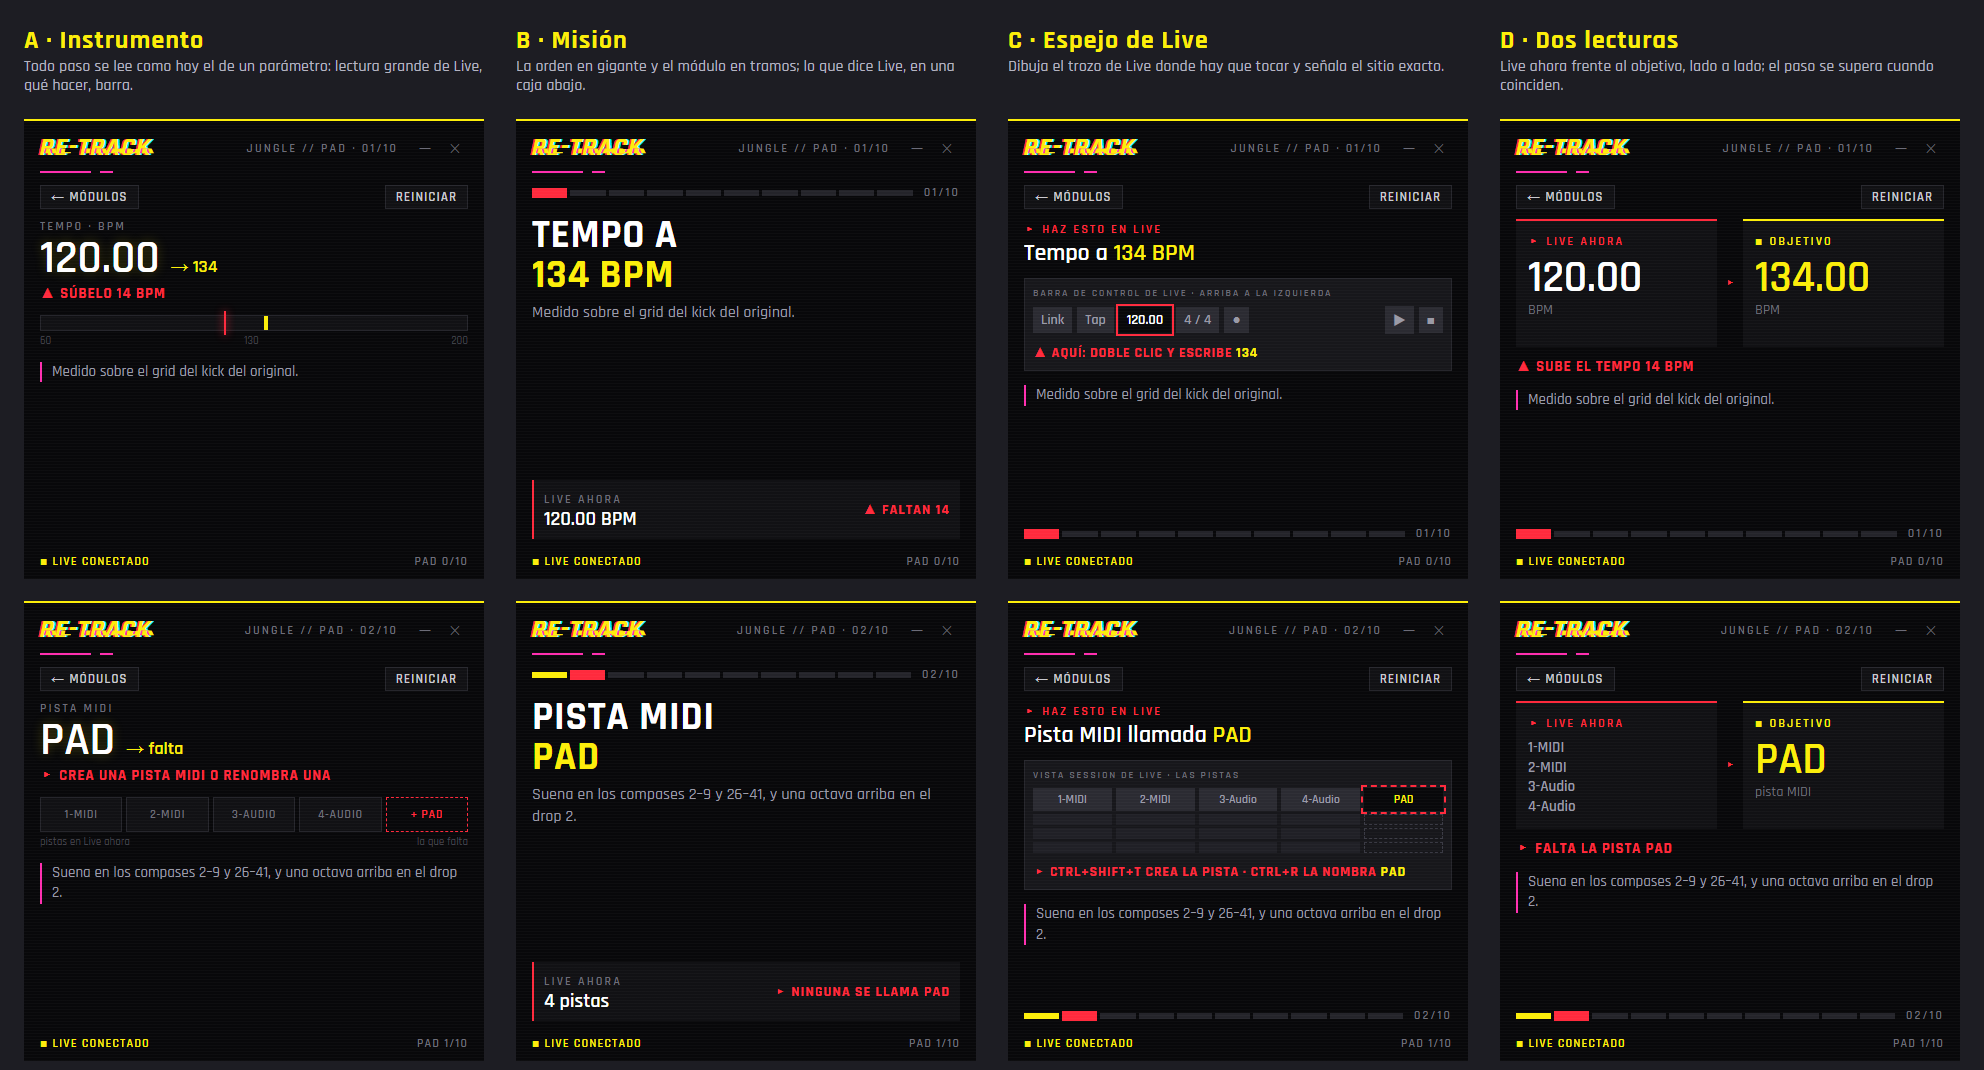 A · Instrumento
Todo paso se lee como hoy el de un parámetro: lectura grande de Live,
qué hacer, barra.
RE-TRACK
JUNGLE // PAD · 01/10 — ×
← MÓDULOS
REINICIAR
TEMPO · BPM
120.00 → 134
▲ SÚBELO 14 BPM
60 130 200
Medido sobre el grid del kick del original.
■ LIVE CONECTADO
PAD 0/10
B · Misión
La orden en gigante y el módulo en tramos; lo que dice Live, en una
caja abajo.
RE-TRACK
JUNGLE // PAD · 01/10 — ×
01/10
TEMPO A
134 BPM
Medido sobre el grid del kick del original.
LIVE AHORA
120.00 BPM
▲ FALTAN 14
■ LIVE CONECTADO
PAD 0/10
C · Espejo de Live
Dibuja el trozo de Live donde hay que tocar y señala el sitio exacto.
RE-TRACK
JUNGLE // PAD · 01/10 — ×
← MÓDULOS
REINICIAR
▸ HAZ ESTO EN LIVE
Tempo a 134 BPM
BARRA DE CONTROL DE LIVE · ARRIBA A LA IZQUIERDA
Link Tap 120.00 4 / 4 ● ▶ ■
▲ AQUÍ: DOBLE CLIC Y ESCRIBE 134
Medido sobre el grid del kick del original.
01/10
■ LIVE CONECTADO
PAD 0/10
D · Dos lecturas
Live ahora frente al objetivo, lado a lado; el paso se supera cuando
coinciden.
RE-TRACK
JUNGLE // PAD · 01/10 — ×
← MÓDULOS
REINICIAR
▸ LIVE AHORA
120.00
BPM
▸
■ OBJETIVO
134.00
BPM
▲ SUBE EL TEMPO 14 BPM
Medido sobre el grid del kick del original.
01/10
■ LIVE CONECTADO
PAD 0/10
RE-TRACK
JUNGLE // PAD · 02/10 — ×
← MÓDULOS
REINICIAR
PISTA MIDI
PAD → falta
▸ CREA UNA PISTA MIDI O RENOMBRA UNA
1-MIDI 2-MIDI 3-AUDIO 4-AUDIO + PAD
pistas en Live ahora
la que falta
Suena en los compases 2–9 y 26–41, y una octava arriba en el drop
2.
■ LIVE CONECTADO
PAD 1/10
RE-TRACK
JUNGLE // PAD · 02/10 — ×
02/10
PISTA MIDI
PAD
Suena en los compases 2–9 y 26–41, y una octava arriba en el
drop 2.
LIVE AHORA
4 pistas
▸ NINGUNA SE LLAMA PAD
■ LIVE CONECTADO
PAD 1/10
RE-TRACK
JUNGLE // PAD · 02/10 — ×
← MÓDULOS
REINICIAR
▸ HAZ ESTO EN LIVE
Pista MIDI llamada PAD
VISTA SESSION DE LIVE · LAS PISTAS
1-MIDI 2-MIDI 3-Audio 4-Audio PAD
▸ CTRL+SHIFT+T CREA LA PISTA · CTRL+R LA NOMBRA PAD
Suena en los compases 2–9 y 26–41, y una octava arriba en el drop
2.
02/10
■ LIVE CONECTADO
PAD 1/10
RE-TRACK
JUNGLE // PAD · 02/10 — ×
← MÓDULOS
REINICIAR
▸ LIVE AHORA
1-MIDI
2-MIDI
3-Audio
4-Audio
▸
■ OBJETIVO
PAD
pista MIDI
▸ FALTA LA PISTA PAD
Suena en los compases 2–9 y 26–41, y una octava arriba en el drop
2.
02/10
■ LIVE CONECTADO
PAD 1/10